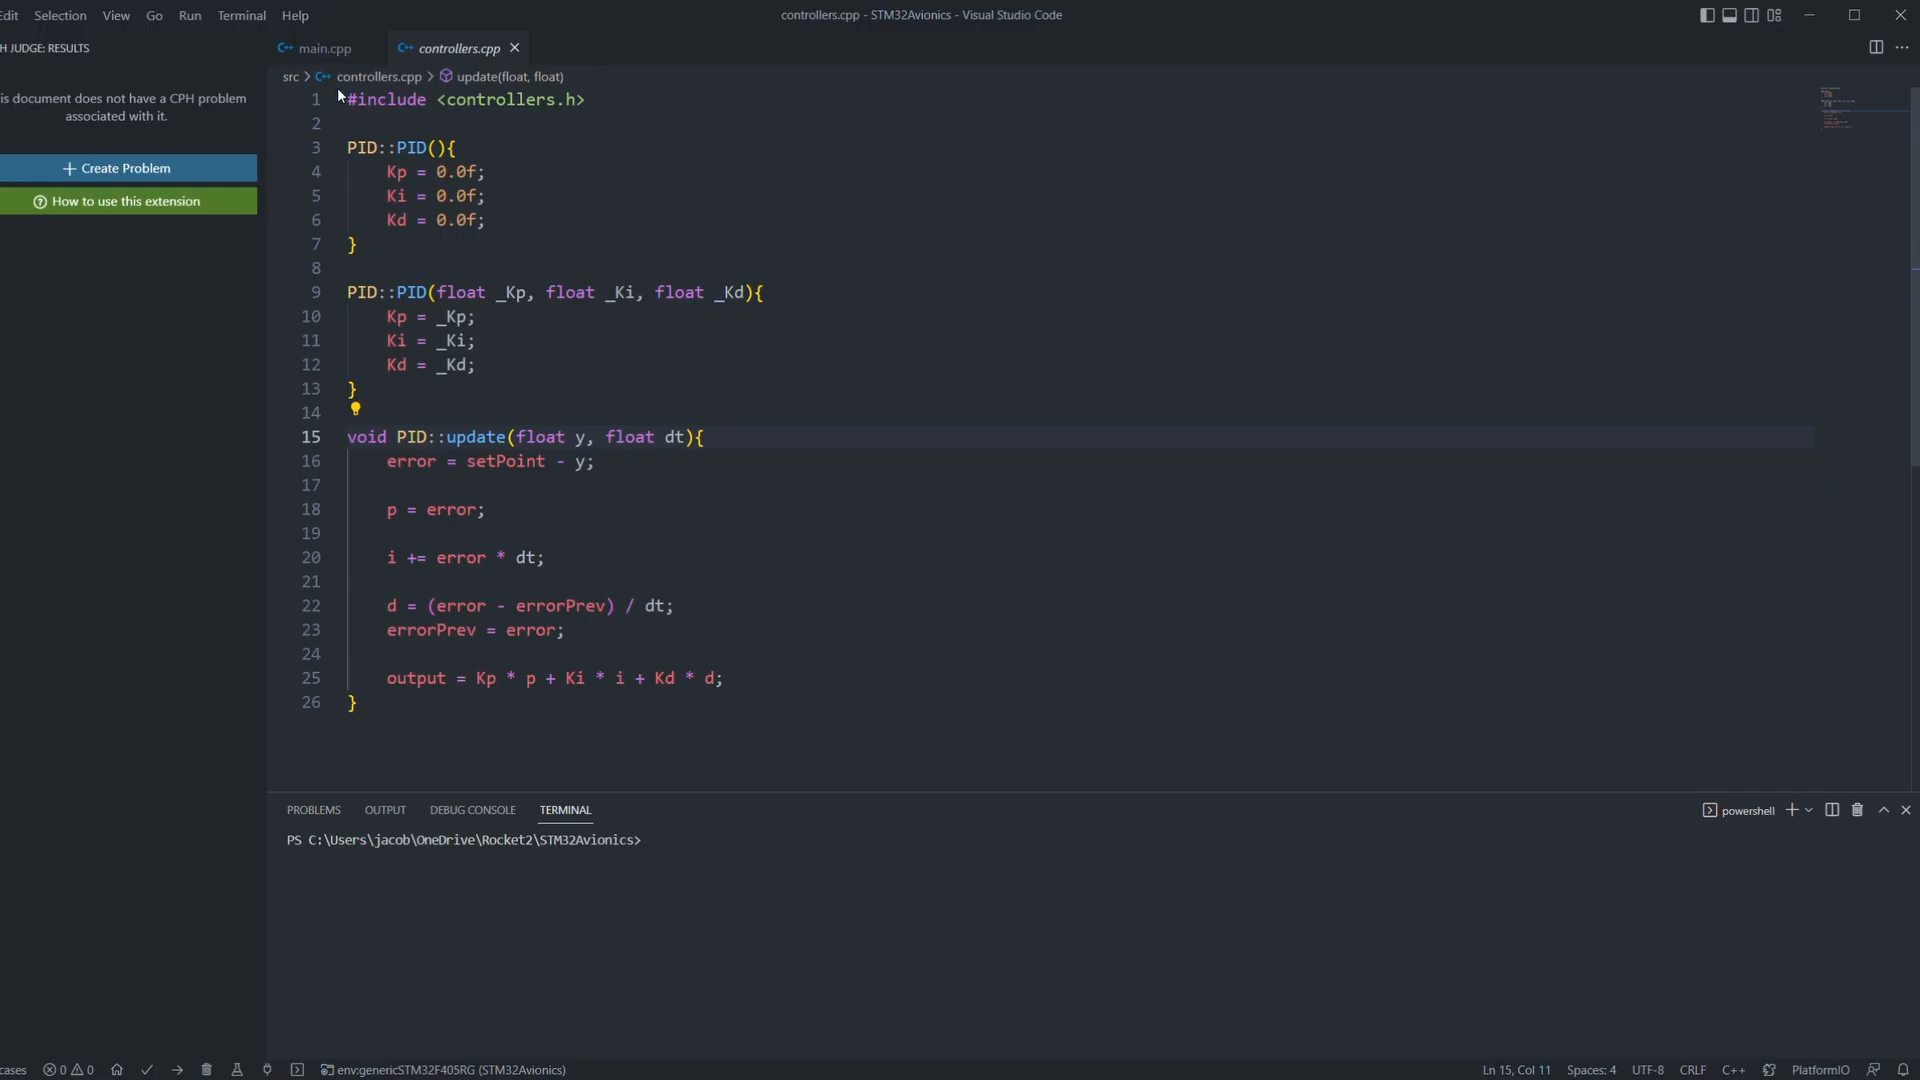 Edit Selection View Go Run Terminal Help
controllers.cpp - STM32Avionics - Visual Studio Code
H JUDGE: RESULTS
main.cpp
controllers.cpp
src > controllers.cpp > update(float, float)
is document does not have a CPH problem
associated with it.
+ Create Problem
How to use this extension
1 #include <controllers.h>
2
3 PID::PID(){
4 Kp = 0.0f;
5 Ki = 0.0f;
6 Kd = 0.0f;
7 }
8
9 PID::PID(float _Kp, float _Ki, float _Kd){
10 Kp = _Kp;
11 Ki = _Ki;
12 Kd = _Kd;
13 }
14
15 void PID::update(float y, float dt){
16 error = setPoint - y;
17
18 p = error;
19
20 i += error * dt;
21
22 d = (error - errorPrev) / dt;
23 errorPrev = error;
24
25 output = Kp * p + Ki * i + Kd * d;
26 }
PROBLEMS OUTPUT DEBUG CONSOLE TERMINAL
powershell
PS C:\Users\jacob\OneDrive\Rocket2\STM32Avionics>
cases 0 0 env:genericSTM32F405RG (STM32Avionics)
Ln 15, Col 11 Spaces: 4 UTF-8 CRLF C++ PlatformIO